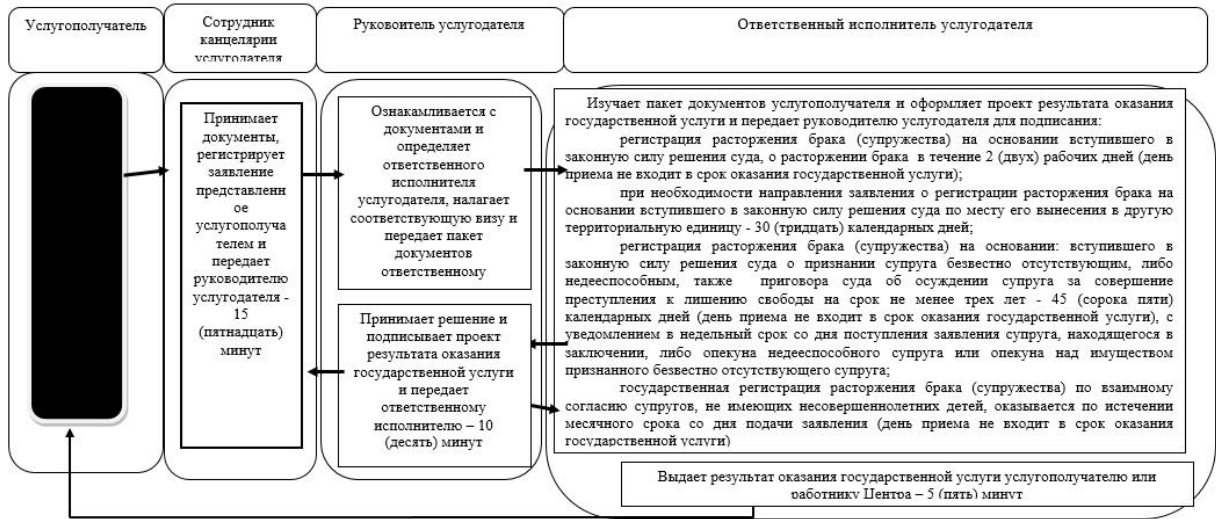 Услугополучатель
Сотрудник
канцелярии
услугодателя
Руковоитель услугодателя
Ответственный исполнитель услугодателя
Принимает
документы,
регистрирует
заявление
представленн
ое
услугополуча
телем и
передает
руководителю
услугодателя -
15
(пятнадцать)
минут
Ознакамливается с
документами и
определяет
ответственного
исполнителя
услугодателя, налагает
соответствующую визу и
передает пакет
документов
ответственному
Принимает решение и
подписывает проект
результата оказания
государственной услуги
и передает
ответственному
исполнителю – 10
(десять) минут
Изучает пакет документов услугополучателя и оформляет проект результата оказания
государственной услуги и передает руководителю услугодателя для подписания:
регистрация расторжения брака (супружества) на основании вступившего в
законную силу решения суда, о расторжении брака в течение 2 (двух) рабочих дней (день
приема не входит в срок оказания государственной услуги);
при необходимости направления заявления о регистрации расторжения брака на
основании вступившего в законную силу решения суда по месту его вынесения в другую
территориальную единицу - 30 (тридцать) календарных дней;
регистрация расторжения брака (супружества) на основании: вступившего в
законную силу решения суда о признании супруга безвестно отсутствующим, либо
недееспособным, также приговора суда об осуждении супруга за совершение
преступления к лишению свободы на срок не менее трех лет - 45 (сорока пяти)
календарных дней (день приема не входит в срок оказания государственной услуги), с
уведомлением в недельный срок со дня поступления заявления супруга, находящегося в
заключении, либо опекуна недееспособного супруга или опекуна над имуществом
признанного безвестно отсутствующего супруга;
государственная регистрация расторжения брака (супружества) по взаимному
согласию супругов, не имеющих несовершеннолетних детей, оказывается по истечении
месячного срока со дня подачи заявления (день приема не входит в срок оказания
государственной услуги)
Выдает результат оказания государственной услуги услугополучателю или
работнику Центра – 5 (пять) минут